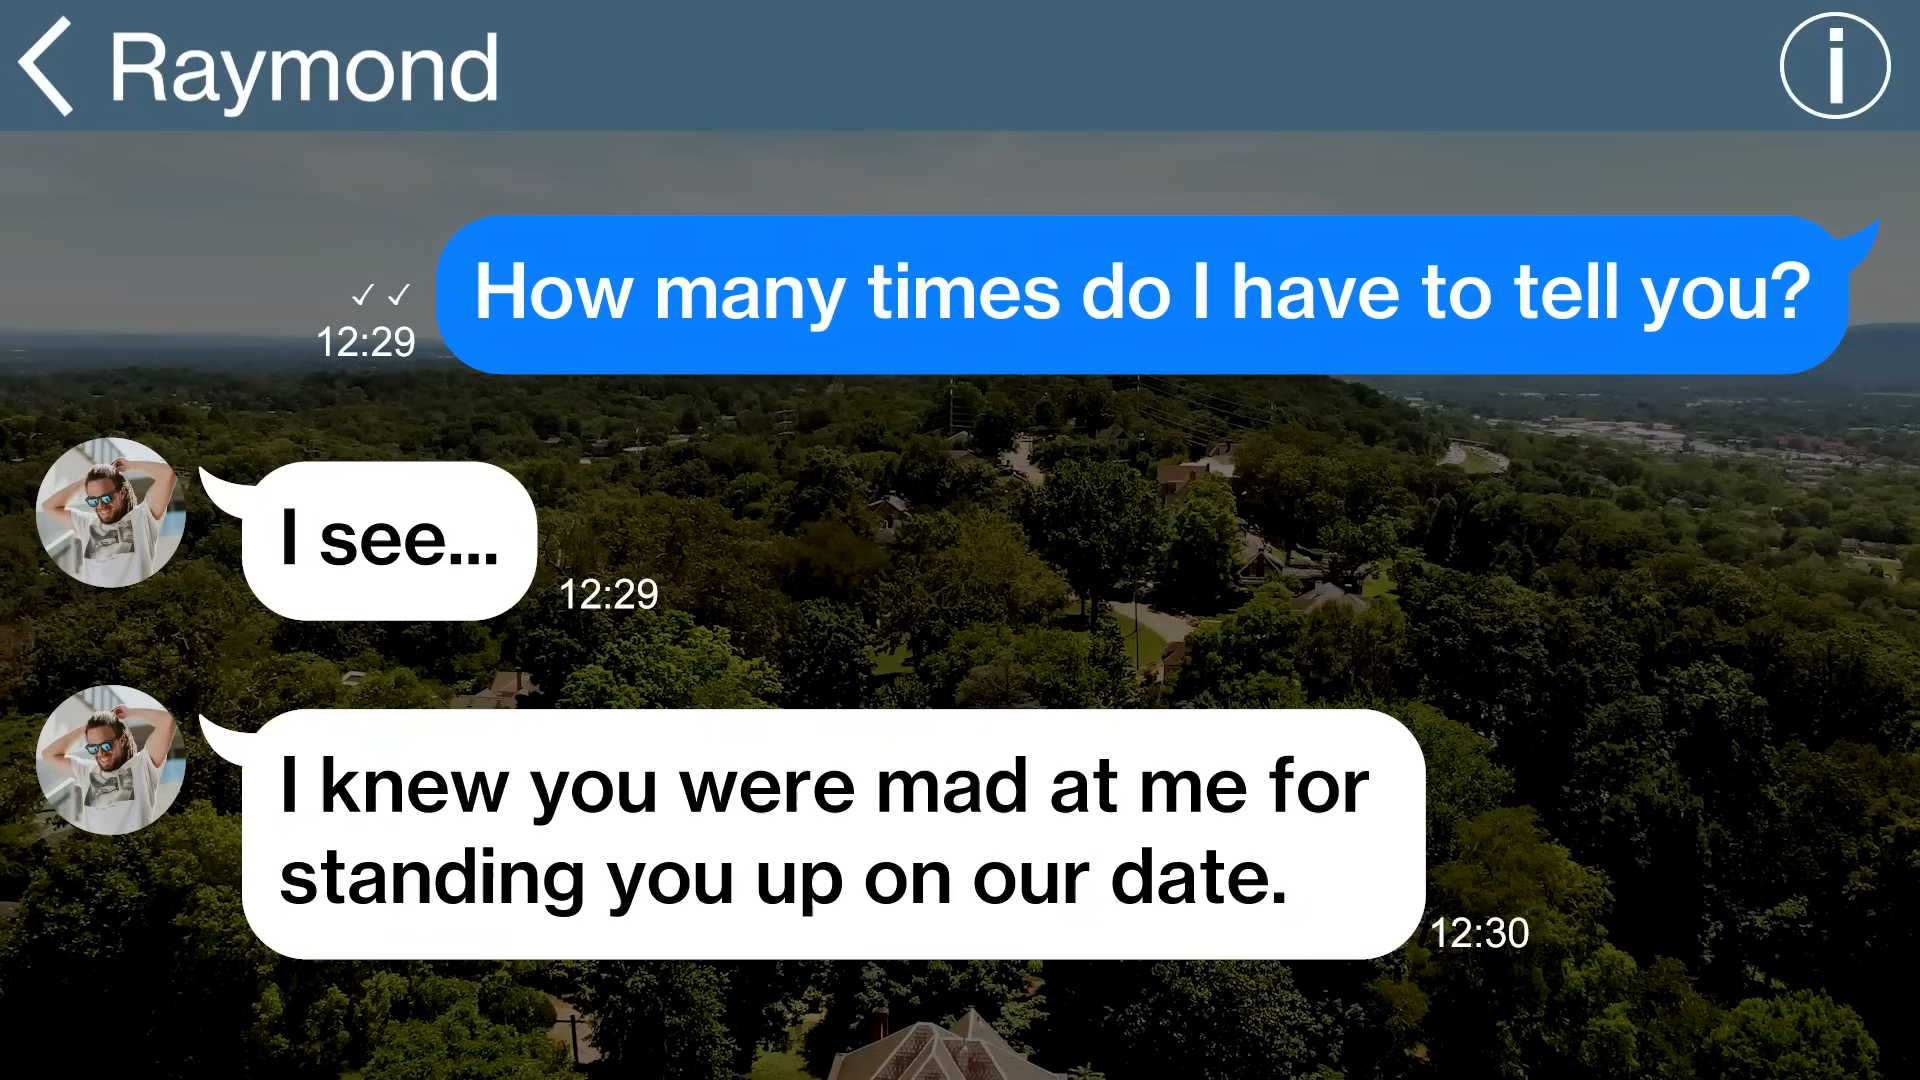 Raymond
How many times do I have to tell you?
✓✓
12:29
I see...
12:29
I knew you were mad at me for
standing you up on our date.
12:30